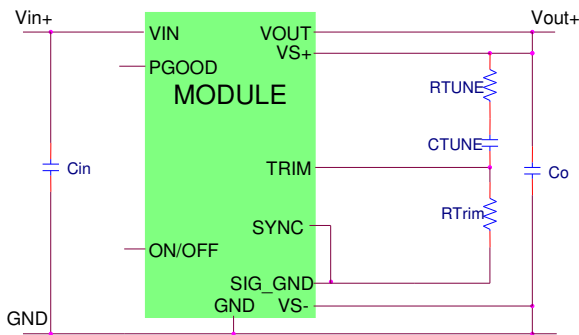 Vin+
Vout+
VIN
VOUT
VS+
PGOOD
MODULE
RTUNE
CTUNE
TRIM
Cin
Co
RTrim
SYNC
ON/OFF
SIG_GND
GND
VS-
GND